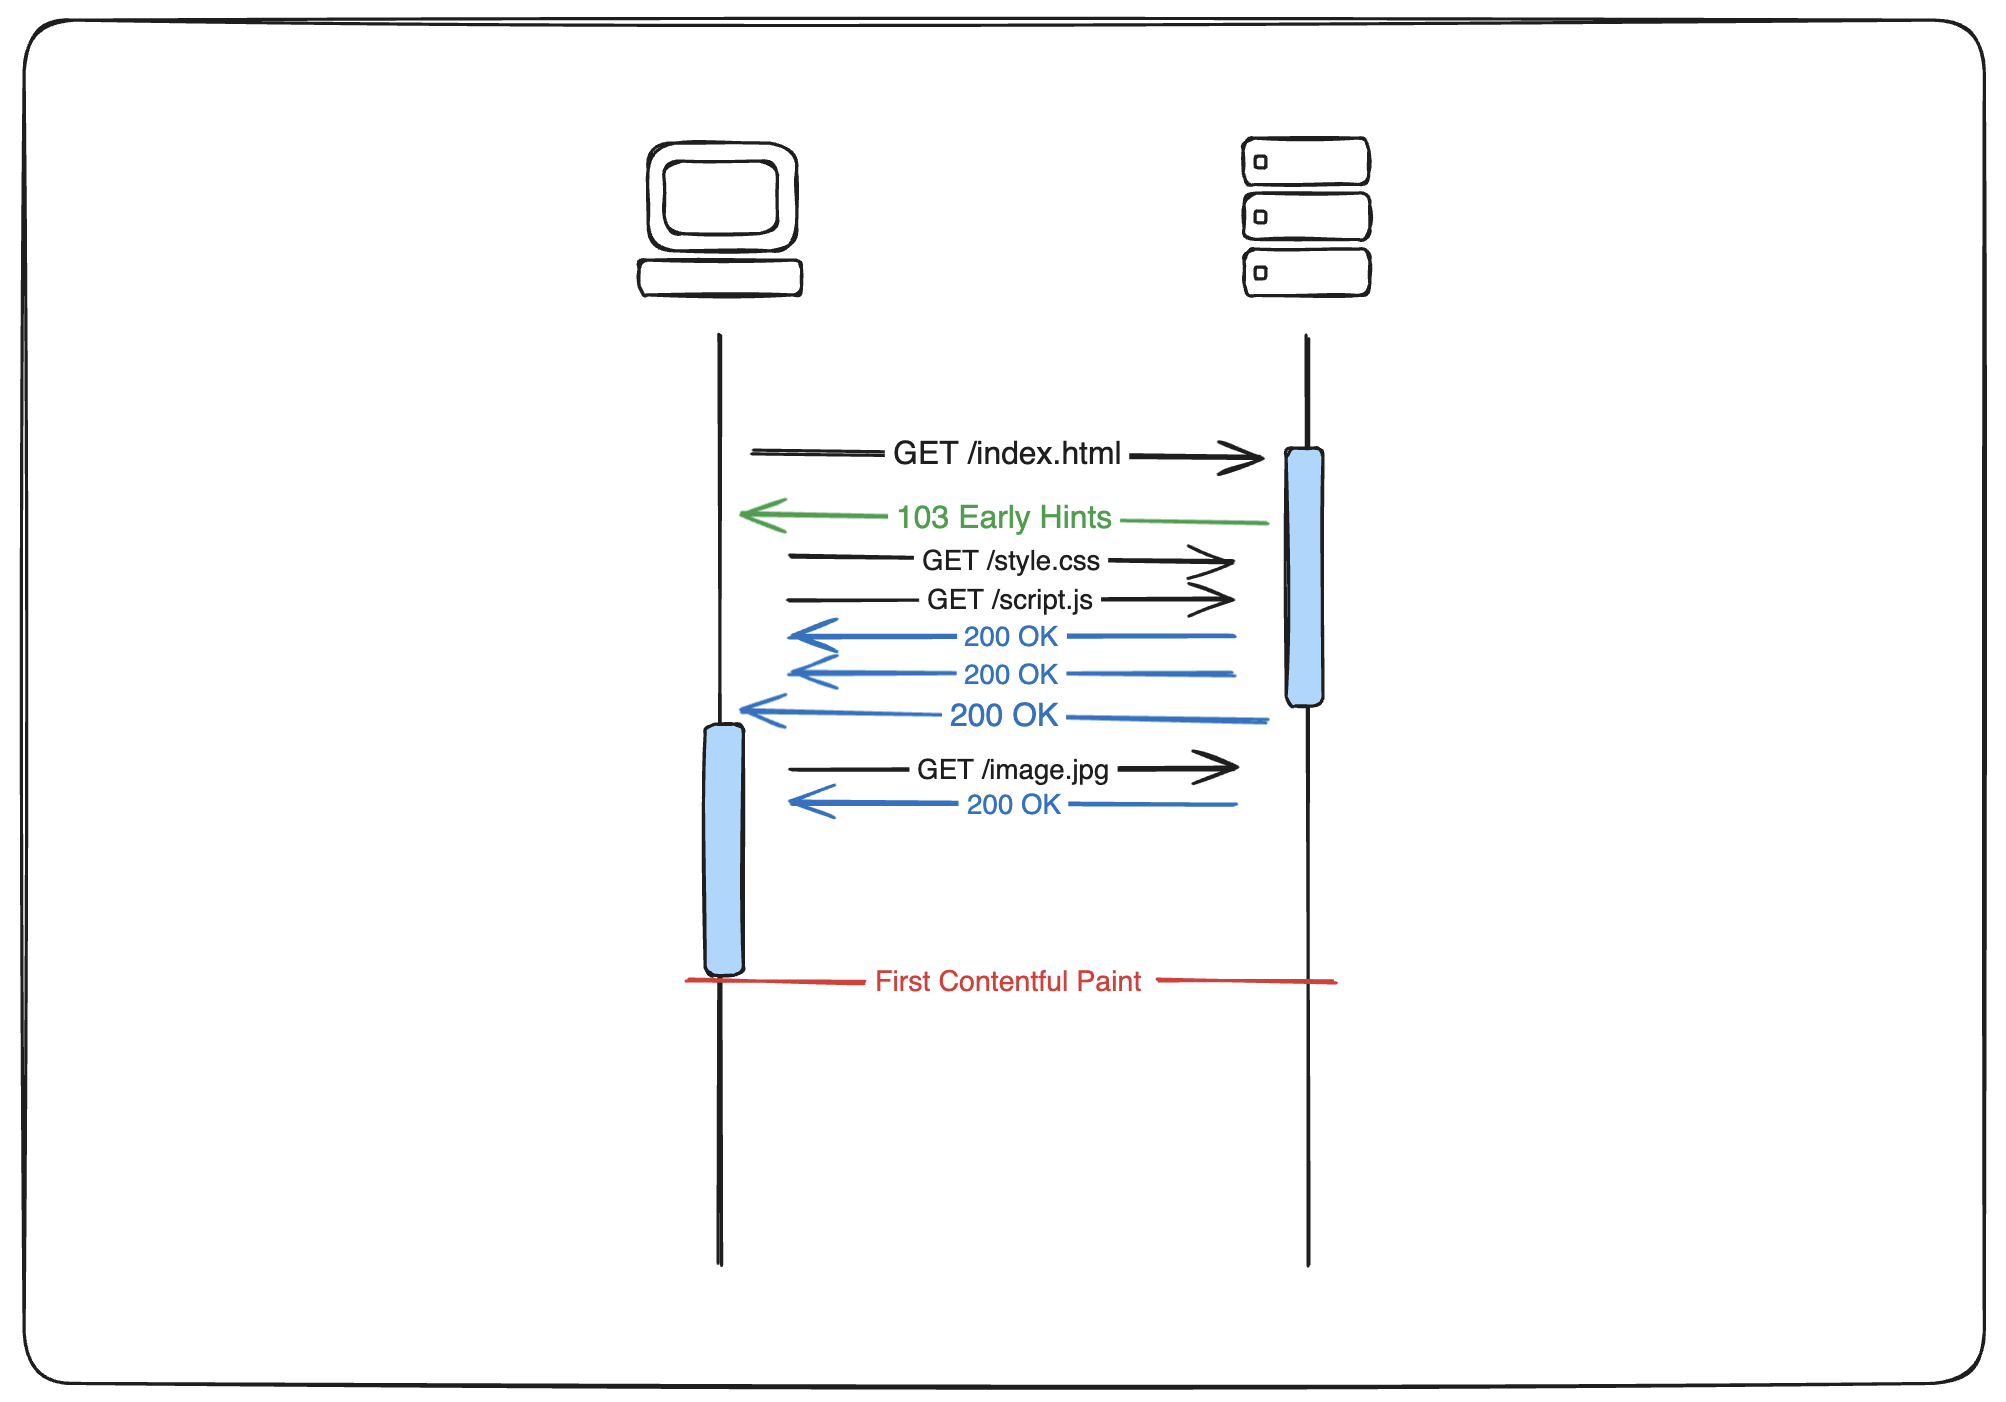 GET /index.html
103 Early Hints
GET /style.css
GET /script.js
200 OK
200 OK
200 OK
GET /image.jpg
200 OK
First Contentful Paint